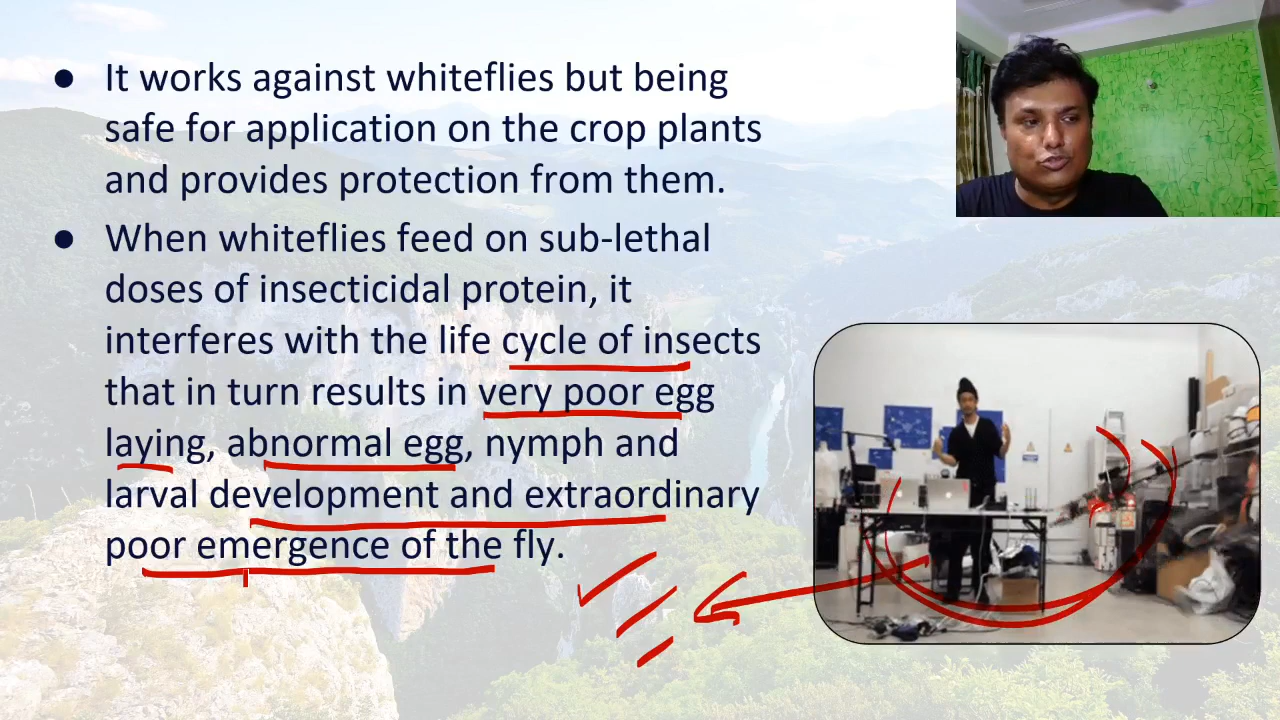 ● It works against whiteflies but being
safe for application on the crop plants
and provides protection from them.
● When whiteflies feed on sub-lethal
doses of insecticidal protein, it
interferes with the life cycle of insects
that in turn results in very poor egg
laying, abnormal egg, nymph and
larval development and extraordinary
poor emergence of the fly.